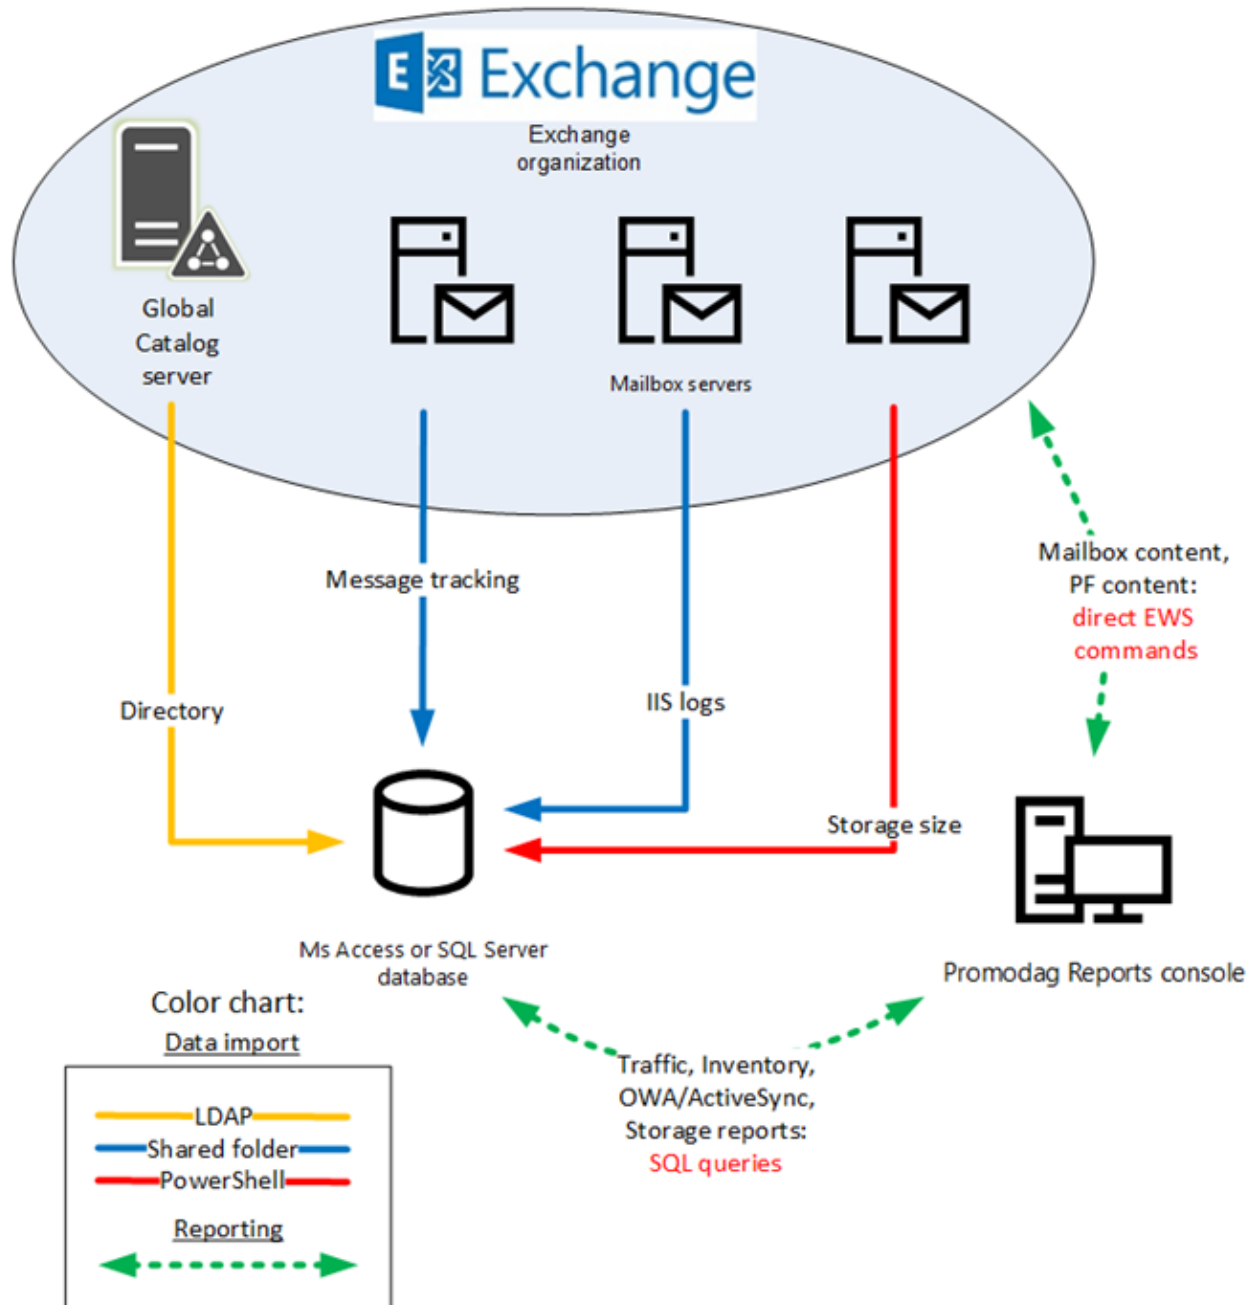 E Exchange
Exchange
organization
Global
Catalog
server
Mailbox servers
Message tracking
Mailbox content,
PF content:
direct EWS
commands
Directory
IIS logs
Storage size
Ms Access or SQL Server
database
Promodag Reports console
Color chart:
Data import
LDAP
Shared folder
PowerShell
Reporting
Traffic, Inventory,
OWA/ActiveSync,
Storage reports:
SQL queries